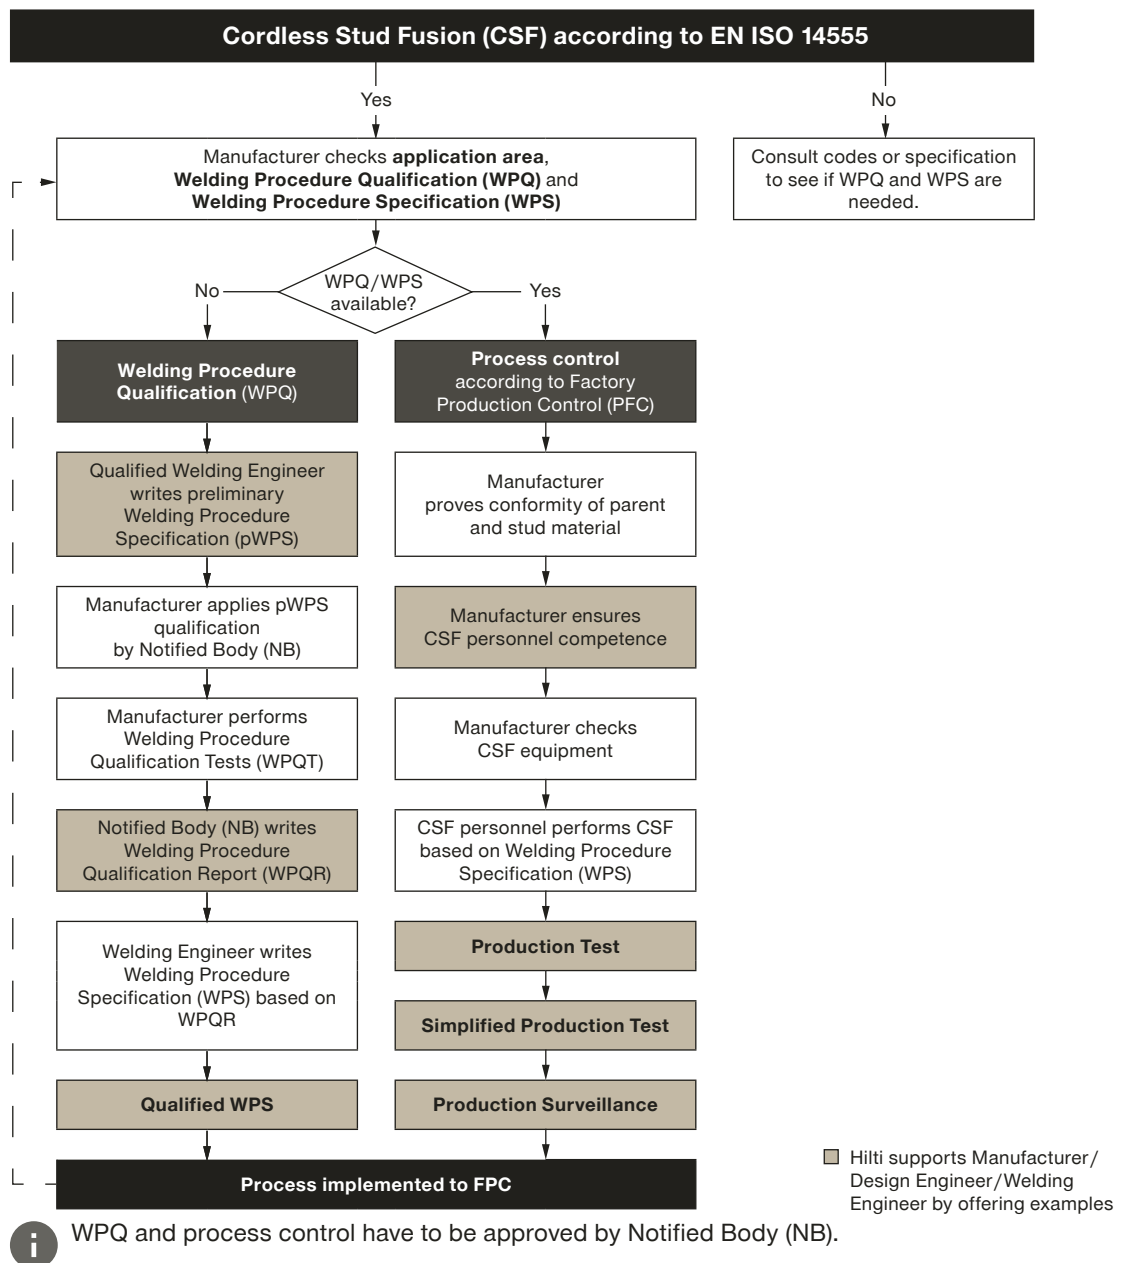 Cordless Stud Fusion (CSF) according to EN ISO 14555
Yes
No
Manufacturer checks application area,
Welding Procedure Qualification (WPQ) and
Welding Procedure Specification (WPS)
Consult codes or specification
to see if WPQ and WPS are
needed.
WPQ/WPS
available?
No
Yes
Welding Procedure
Qualification (WPQ)
Qualified Welding Engineer
writes preliminary
Welding Procedure
Specification (pWPS)
Manufacturer applies pWPS
qualification
by Notified Body (NB)
Manufacturer performs
Welding Procedure
Qualification Tests (WPQT)
Notified Body (NB) writes
Welding Procedure
Qualification Report (WPQR)
Welding Engineer writes
Welding Procedure
Specification (WPS) based on
WPQR
Qualified WPS
Process control
according to Factory
Production Control (PFC)
Manufacturer
proves conformity of parent
and stud material
Manufacturer ensures
CSF personnel competence
Manufacturer checks
CSF equipment
CSF personnel performs CSF
based on Welding Procedure
Specification (WPS)
Production Test
Simplified Production Test
Production Surveillance
Process implemented to FPC
Hilti supports Manufacturer/
Design Engineer/Welding
Engineer by offering examples
i
WPQ and process control have to be approved by Notified Body (NB).